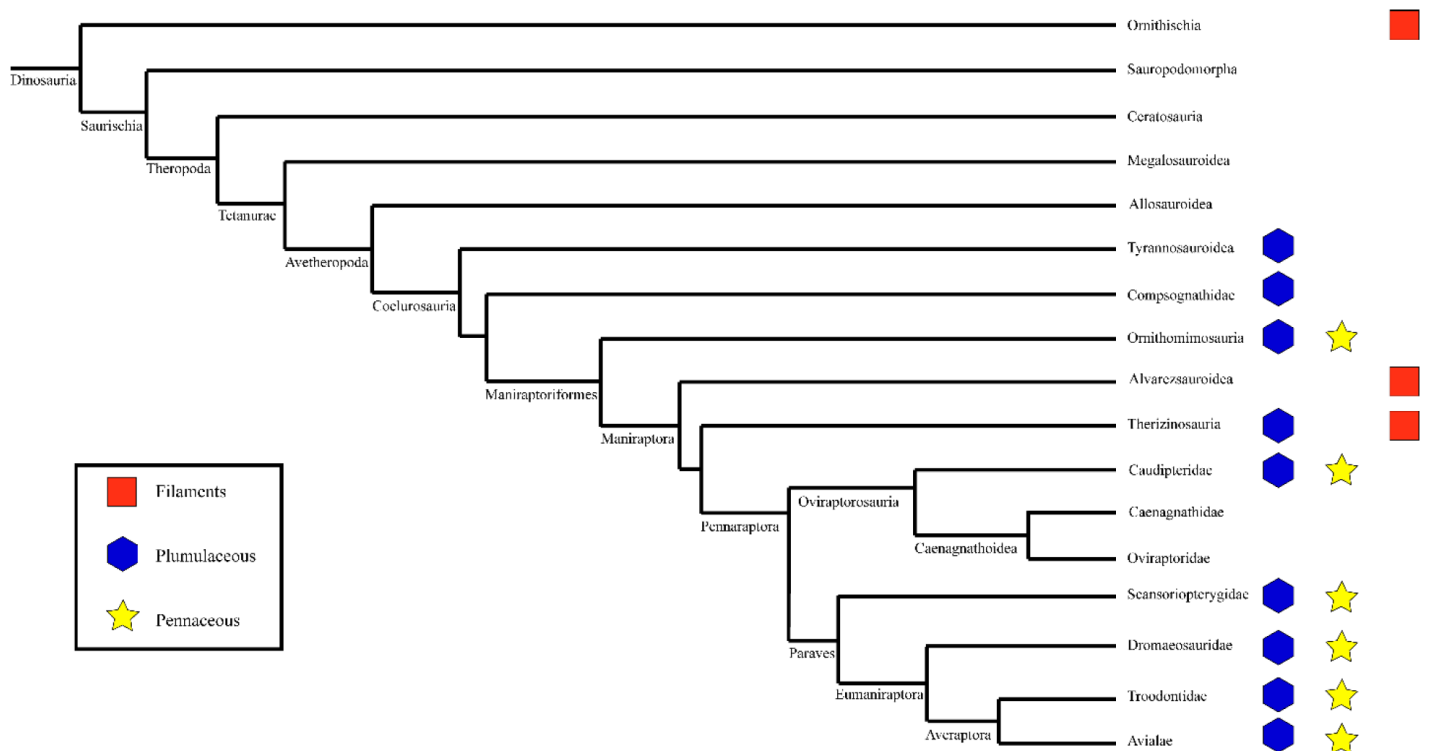 Ornithischia
Dinosauria
Sauropodomorpha
Saurischia
Ceratosauria
Theropoda
Megalosauroidea
Tetanurae
Allosauroidea
Avetheropoda
Tyrannosauroidea
Coelurosauria
Compsognathidae
Ornithomimosauria
Maniraptoriformes
Alvarezsauroidea
Maniraptora
Therizinosauria
Caudipteridae
Oviraptorosauria
Pennaraptora
Caenagnathidae
Caenagnathoidea
Oviraptoridae
Scansoriopterygidae
Paraves
Dromaeosauridae
Eumaniraptora
Troodontidae
Averaptora
Avialae
Filaments
Plumulaceous
Pennaceous